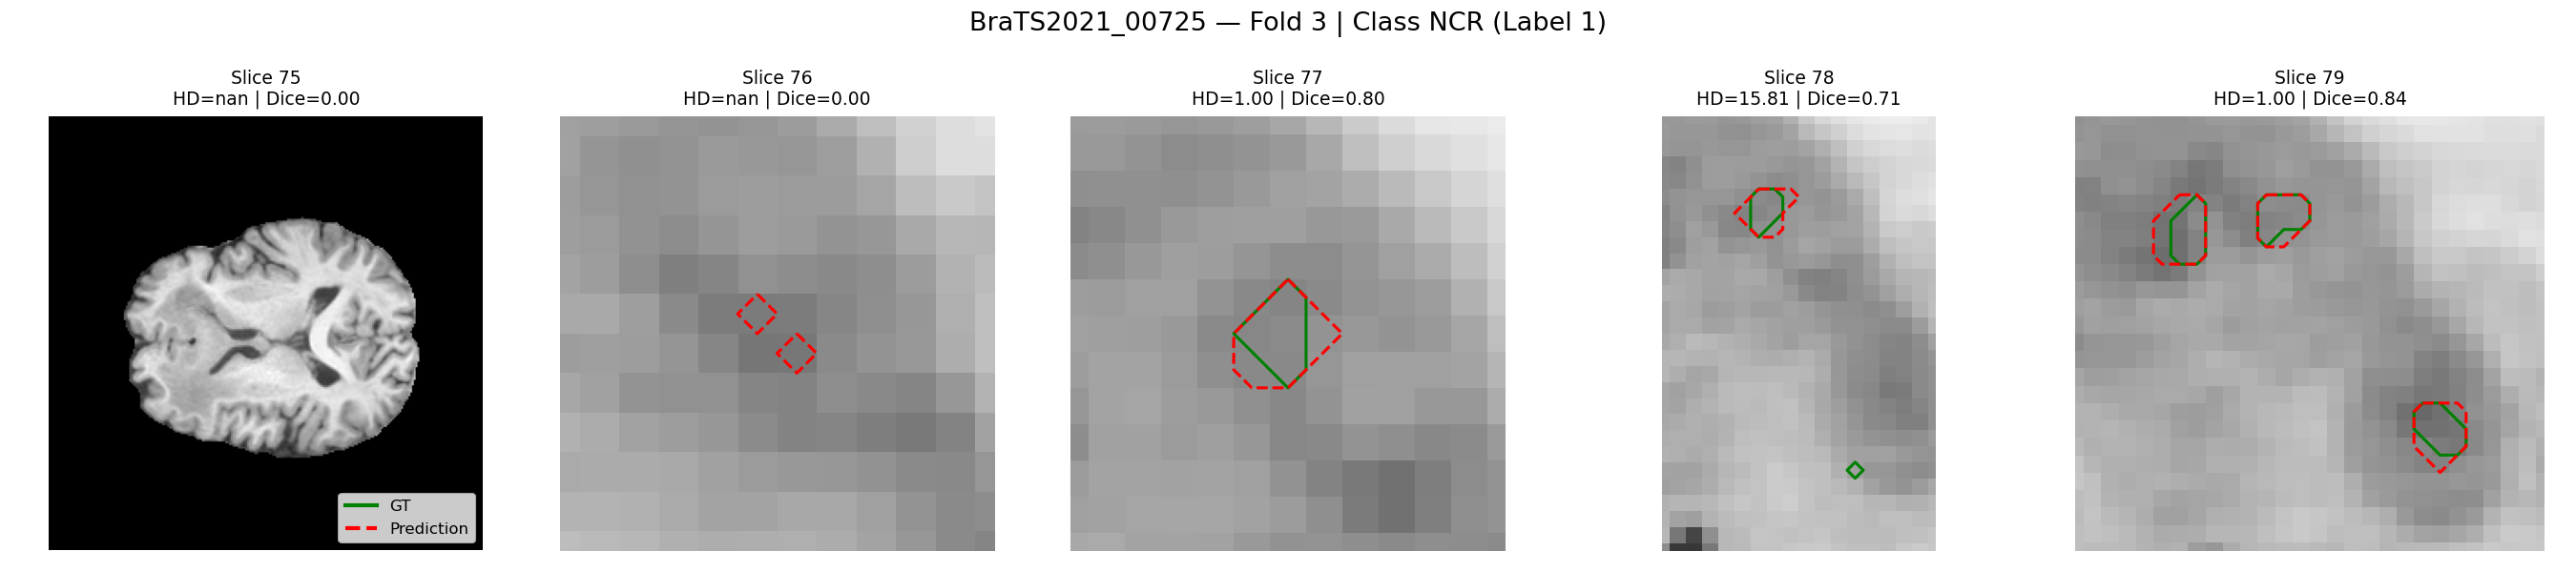 BraTS2021_00725 — Fold 3 | Class NCR (Label 1)
Slice 75
HD=nan | Dice=0.00
Slice 76
HD=nan | Dice=0.00
Slice 77
HD=1.00 | Dice=0.80
Slice 78
HD=15.81 | Dice=0.71
Slice 79
HD=1.00 | Dice=0.84
GT
Prediction